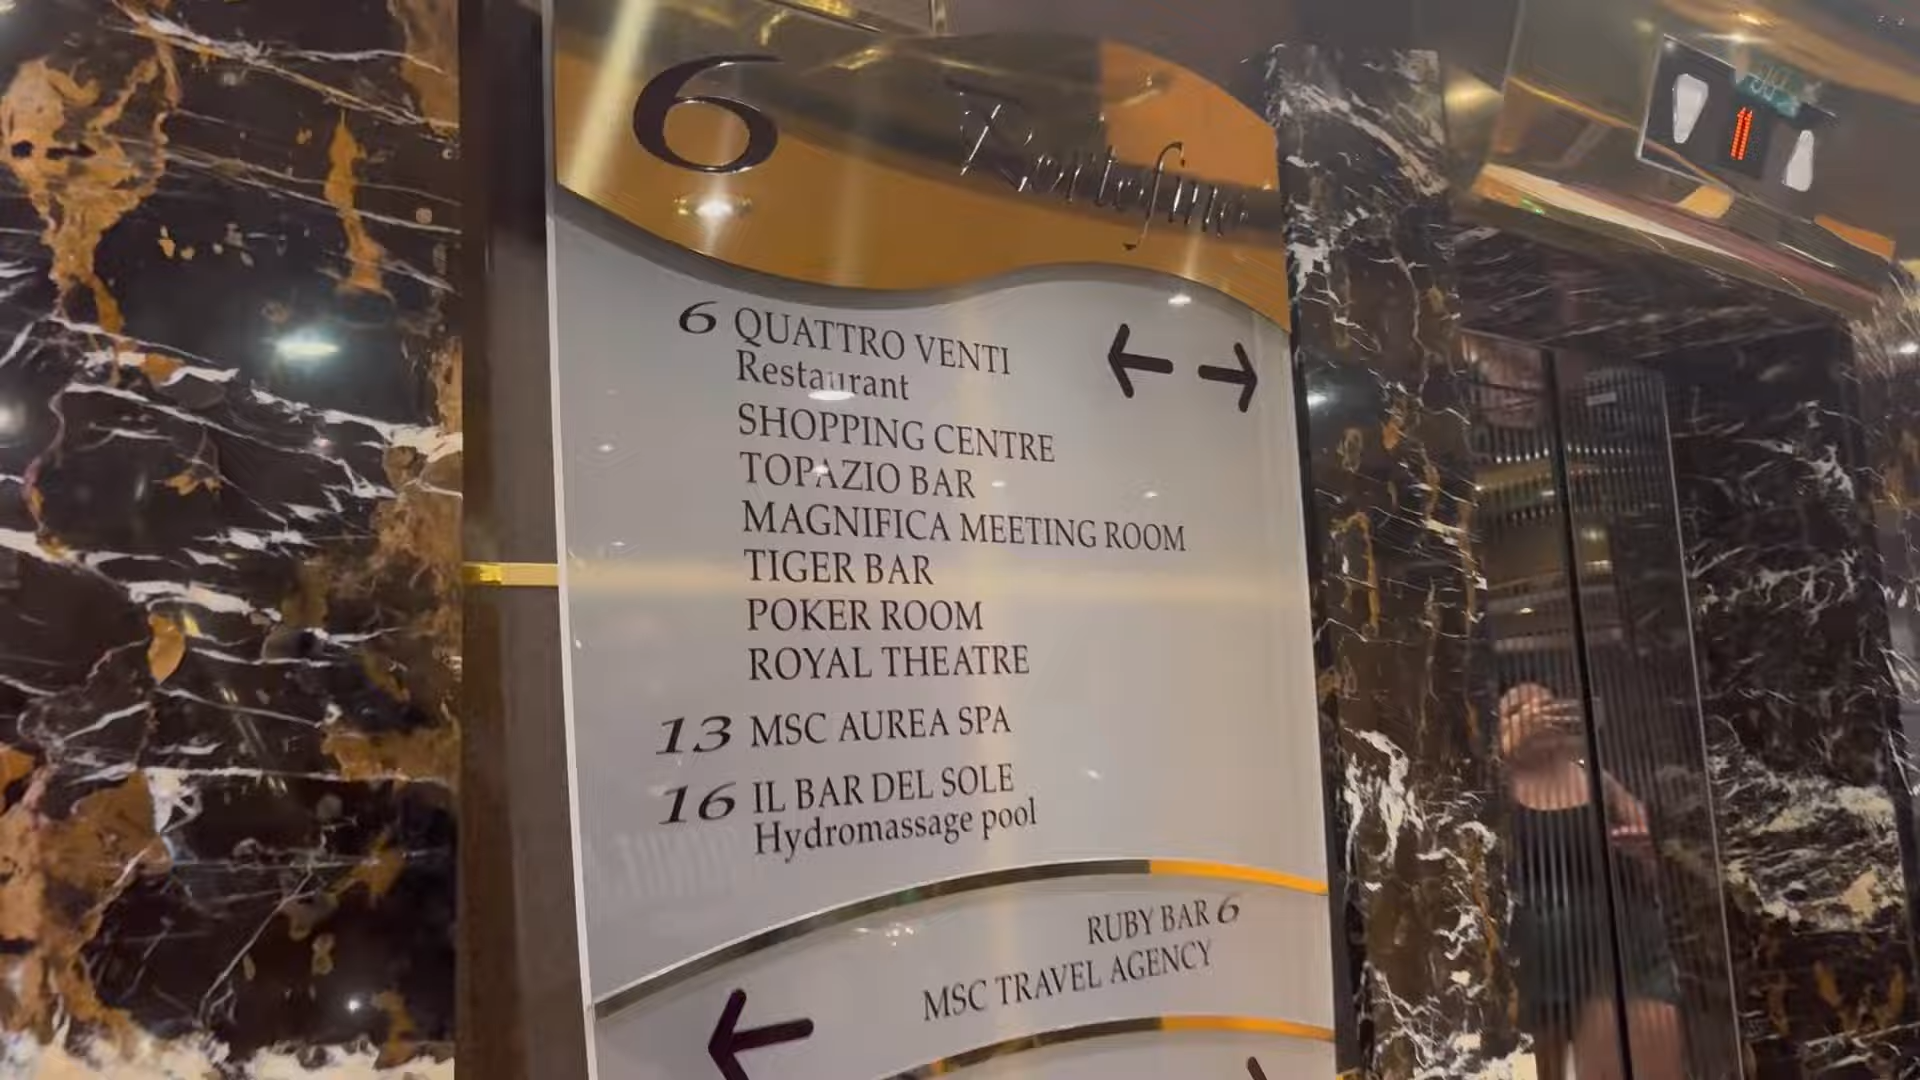 6 Portofino
6 QUATTRO VENTI
Restaurant
SHOPPING CENTRE
TOPAZIO BAR
MAGNIFICA MEETING ROOM
TIGER BAR
POKER ROOM
ROYAL THEATRE
13 MSC AUREA SPA
16 IL BAR DEL SOLE
Hydromassage pool
RUBY BAR 6
MSC TRAVEL AGENCY
11